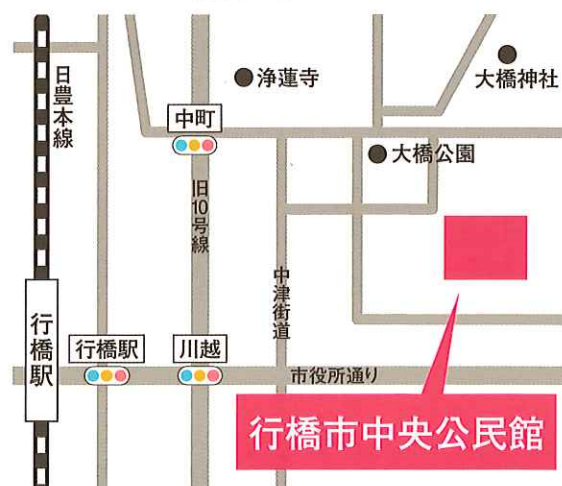 浄蓮寺
大橋神社
日豊本線
中町
大橋公園
旧10号線
中津街道
行橋駅
行橋駅
川越
市役所通り
行橋市中央公民館